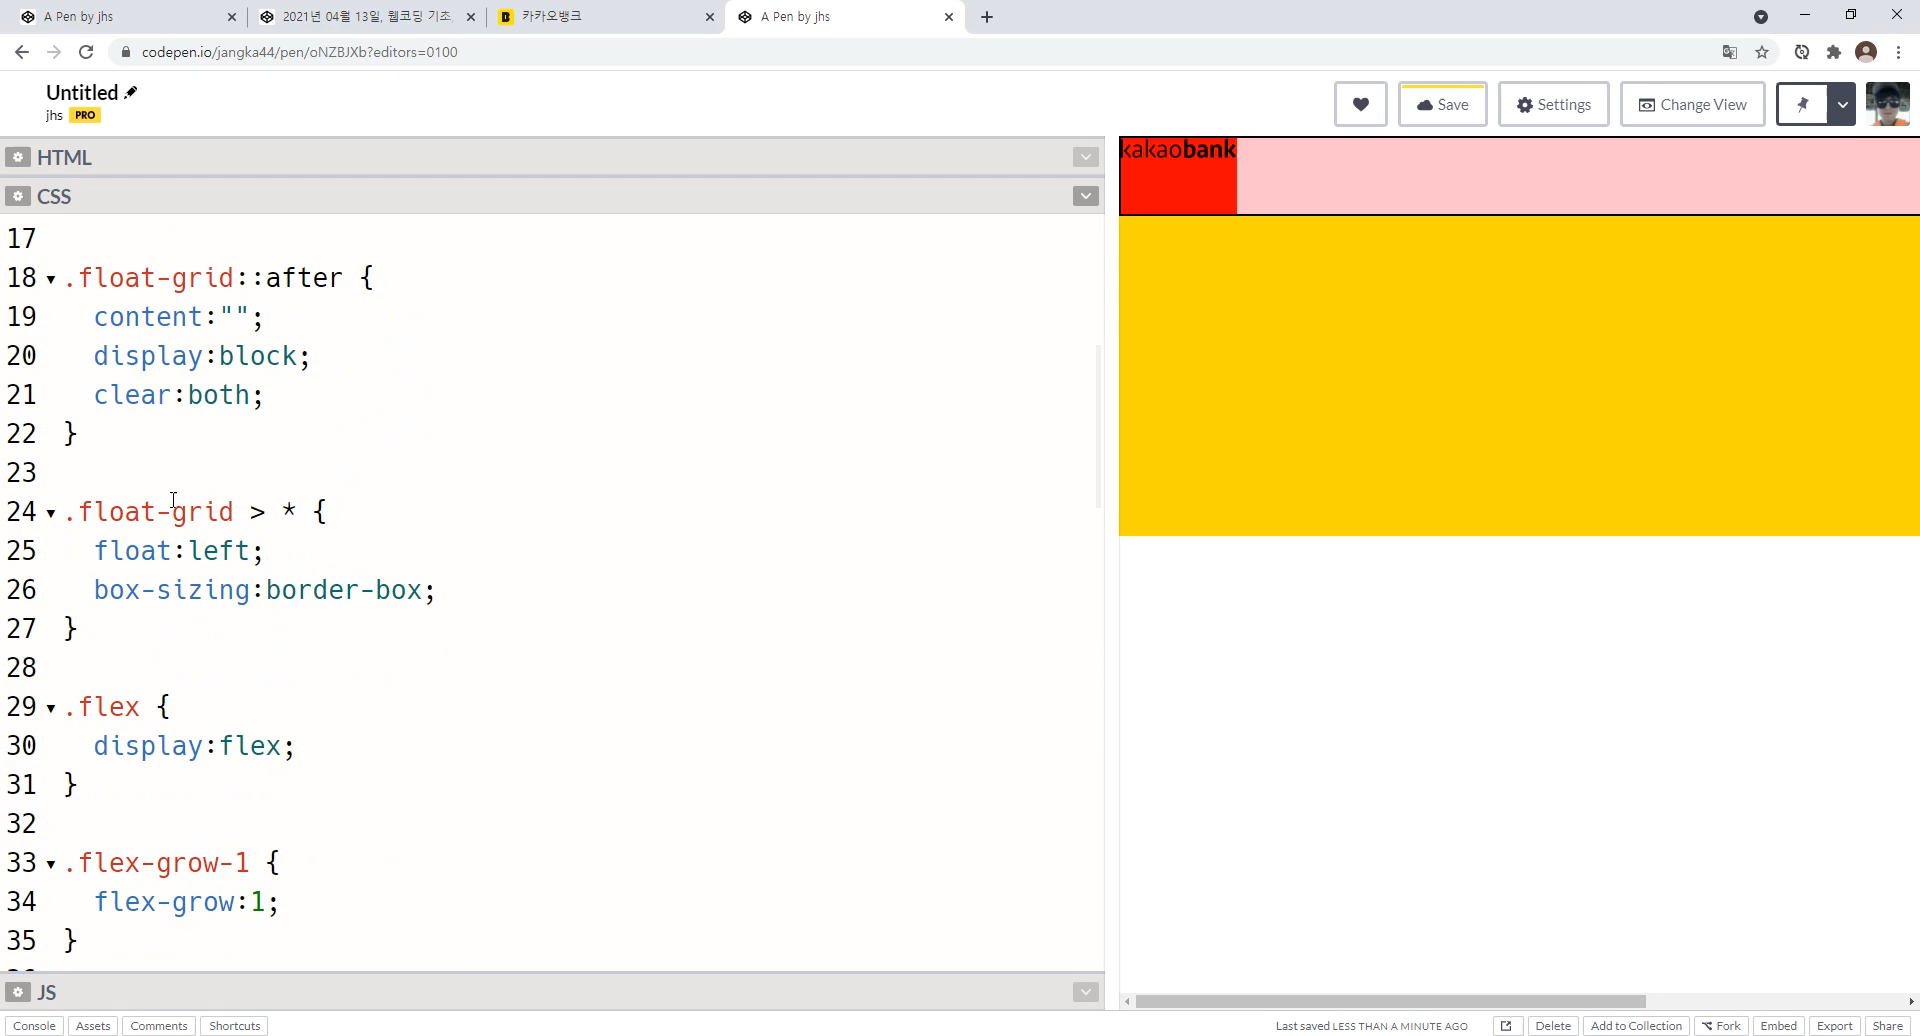 A Pen by jhs
2021년 04월 13일, 웹코딩 기초
카카오뱅크
A Pen by jhs
codepen.io/jangka44/pen/oNZBJXb?editors=0100
Untitled
jhs PRO
Save
Settings
Change View
HTML
CSS
17
18 .float-grid::after {
19 content:"";
20 display:block;
21 clear:both;
22 }
23
24 .float-grid > * {
25 float:left;
26 box-sizing:border-box;
27 }
28
29 .flex {
30 display:flex;
31 }
32
33 .flex-grow-1 {
34 flex-grow:1;
35 }
JS
kakaobank
Console Assets Comments Shortcuts
Last saved LESS THAN A MINUTE AGO
Delete Add to Collection Fork Embed Export Share